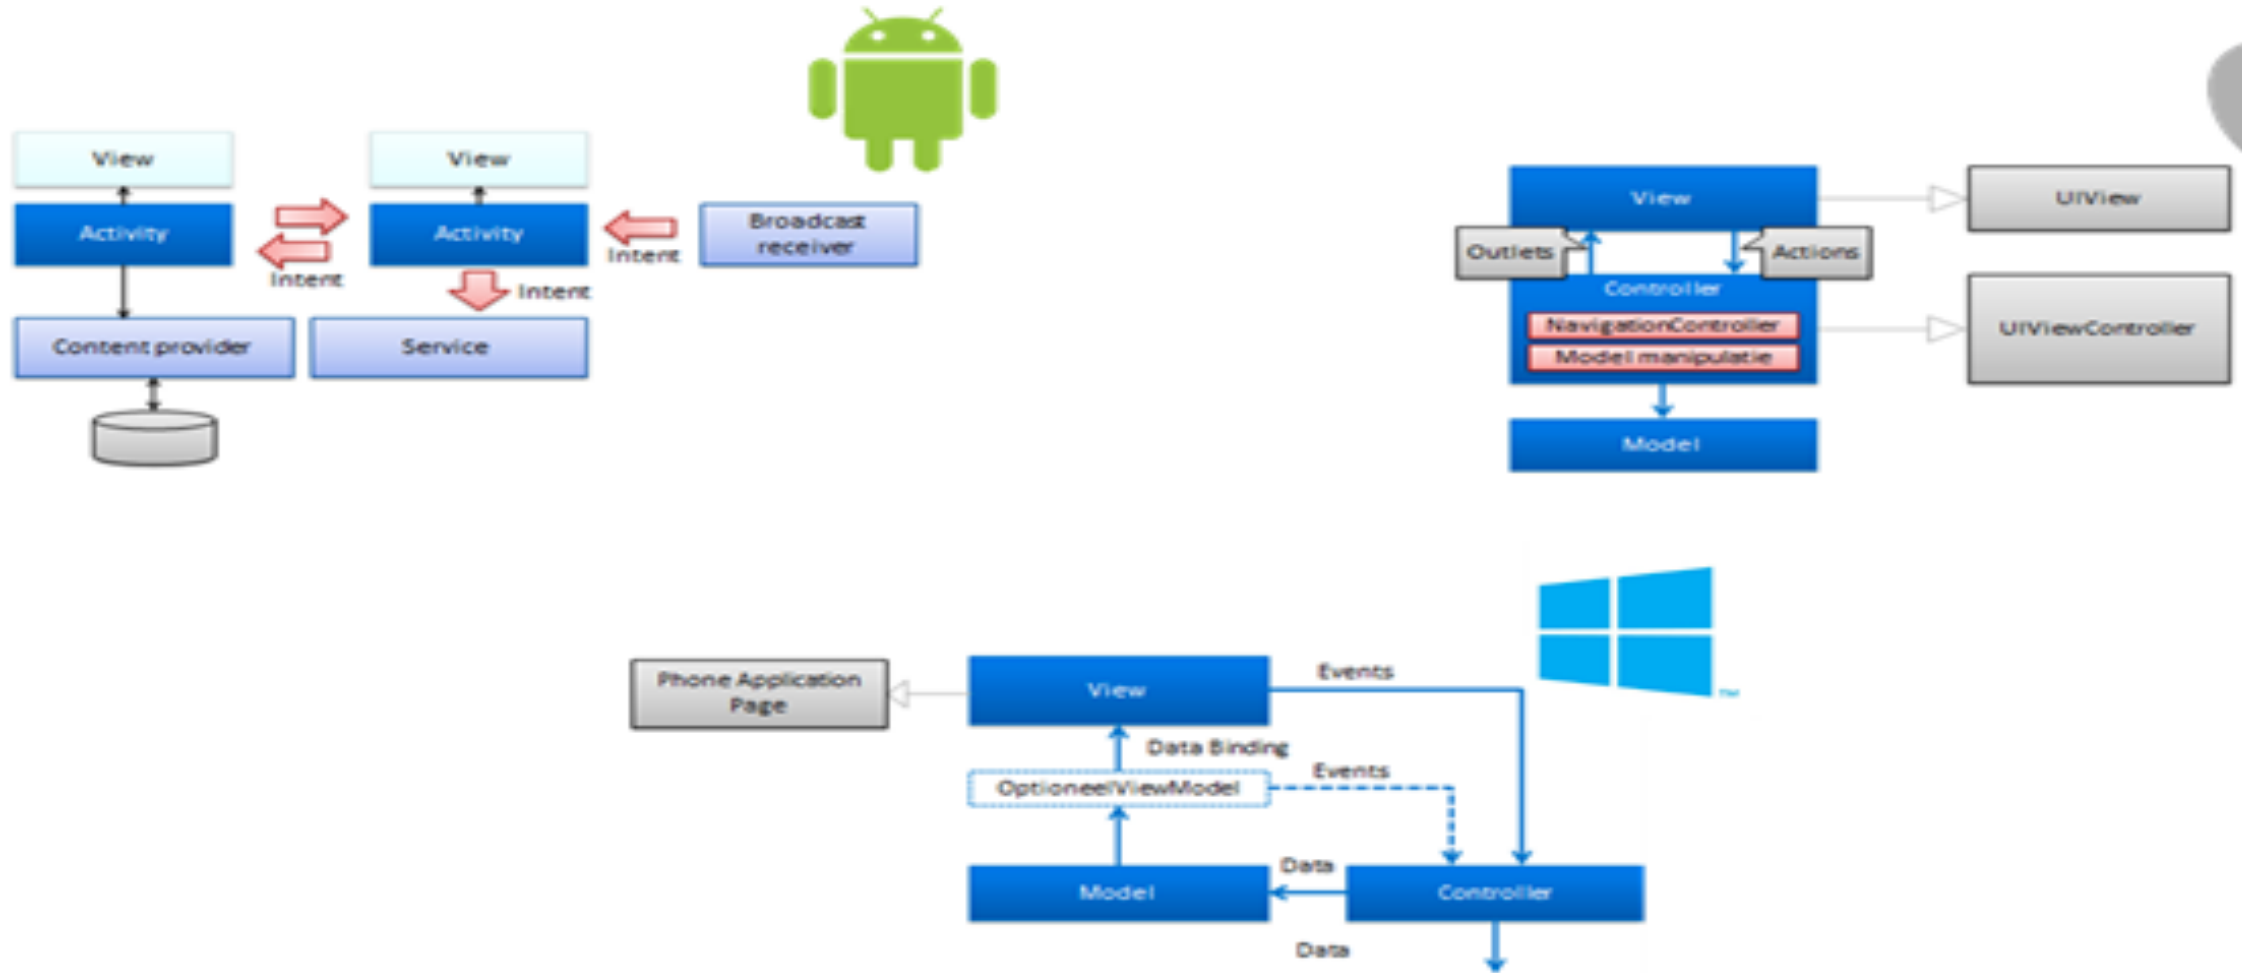 View
View
Activity
Activity
Broadcast
receiver
Intent
Intent
Intent
Content provider
Service
View
UIView
Outlets
Actions
Controller
NavigationController
Model manipulatie
UIViewController
Model
Phone Application
Page
View
Events
TM
Data Binding
OptioneelViewModel
Events
Data
Model
Controller
Data